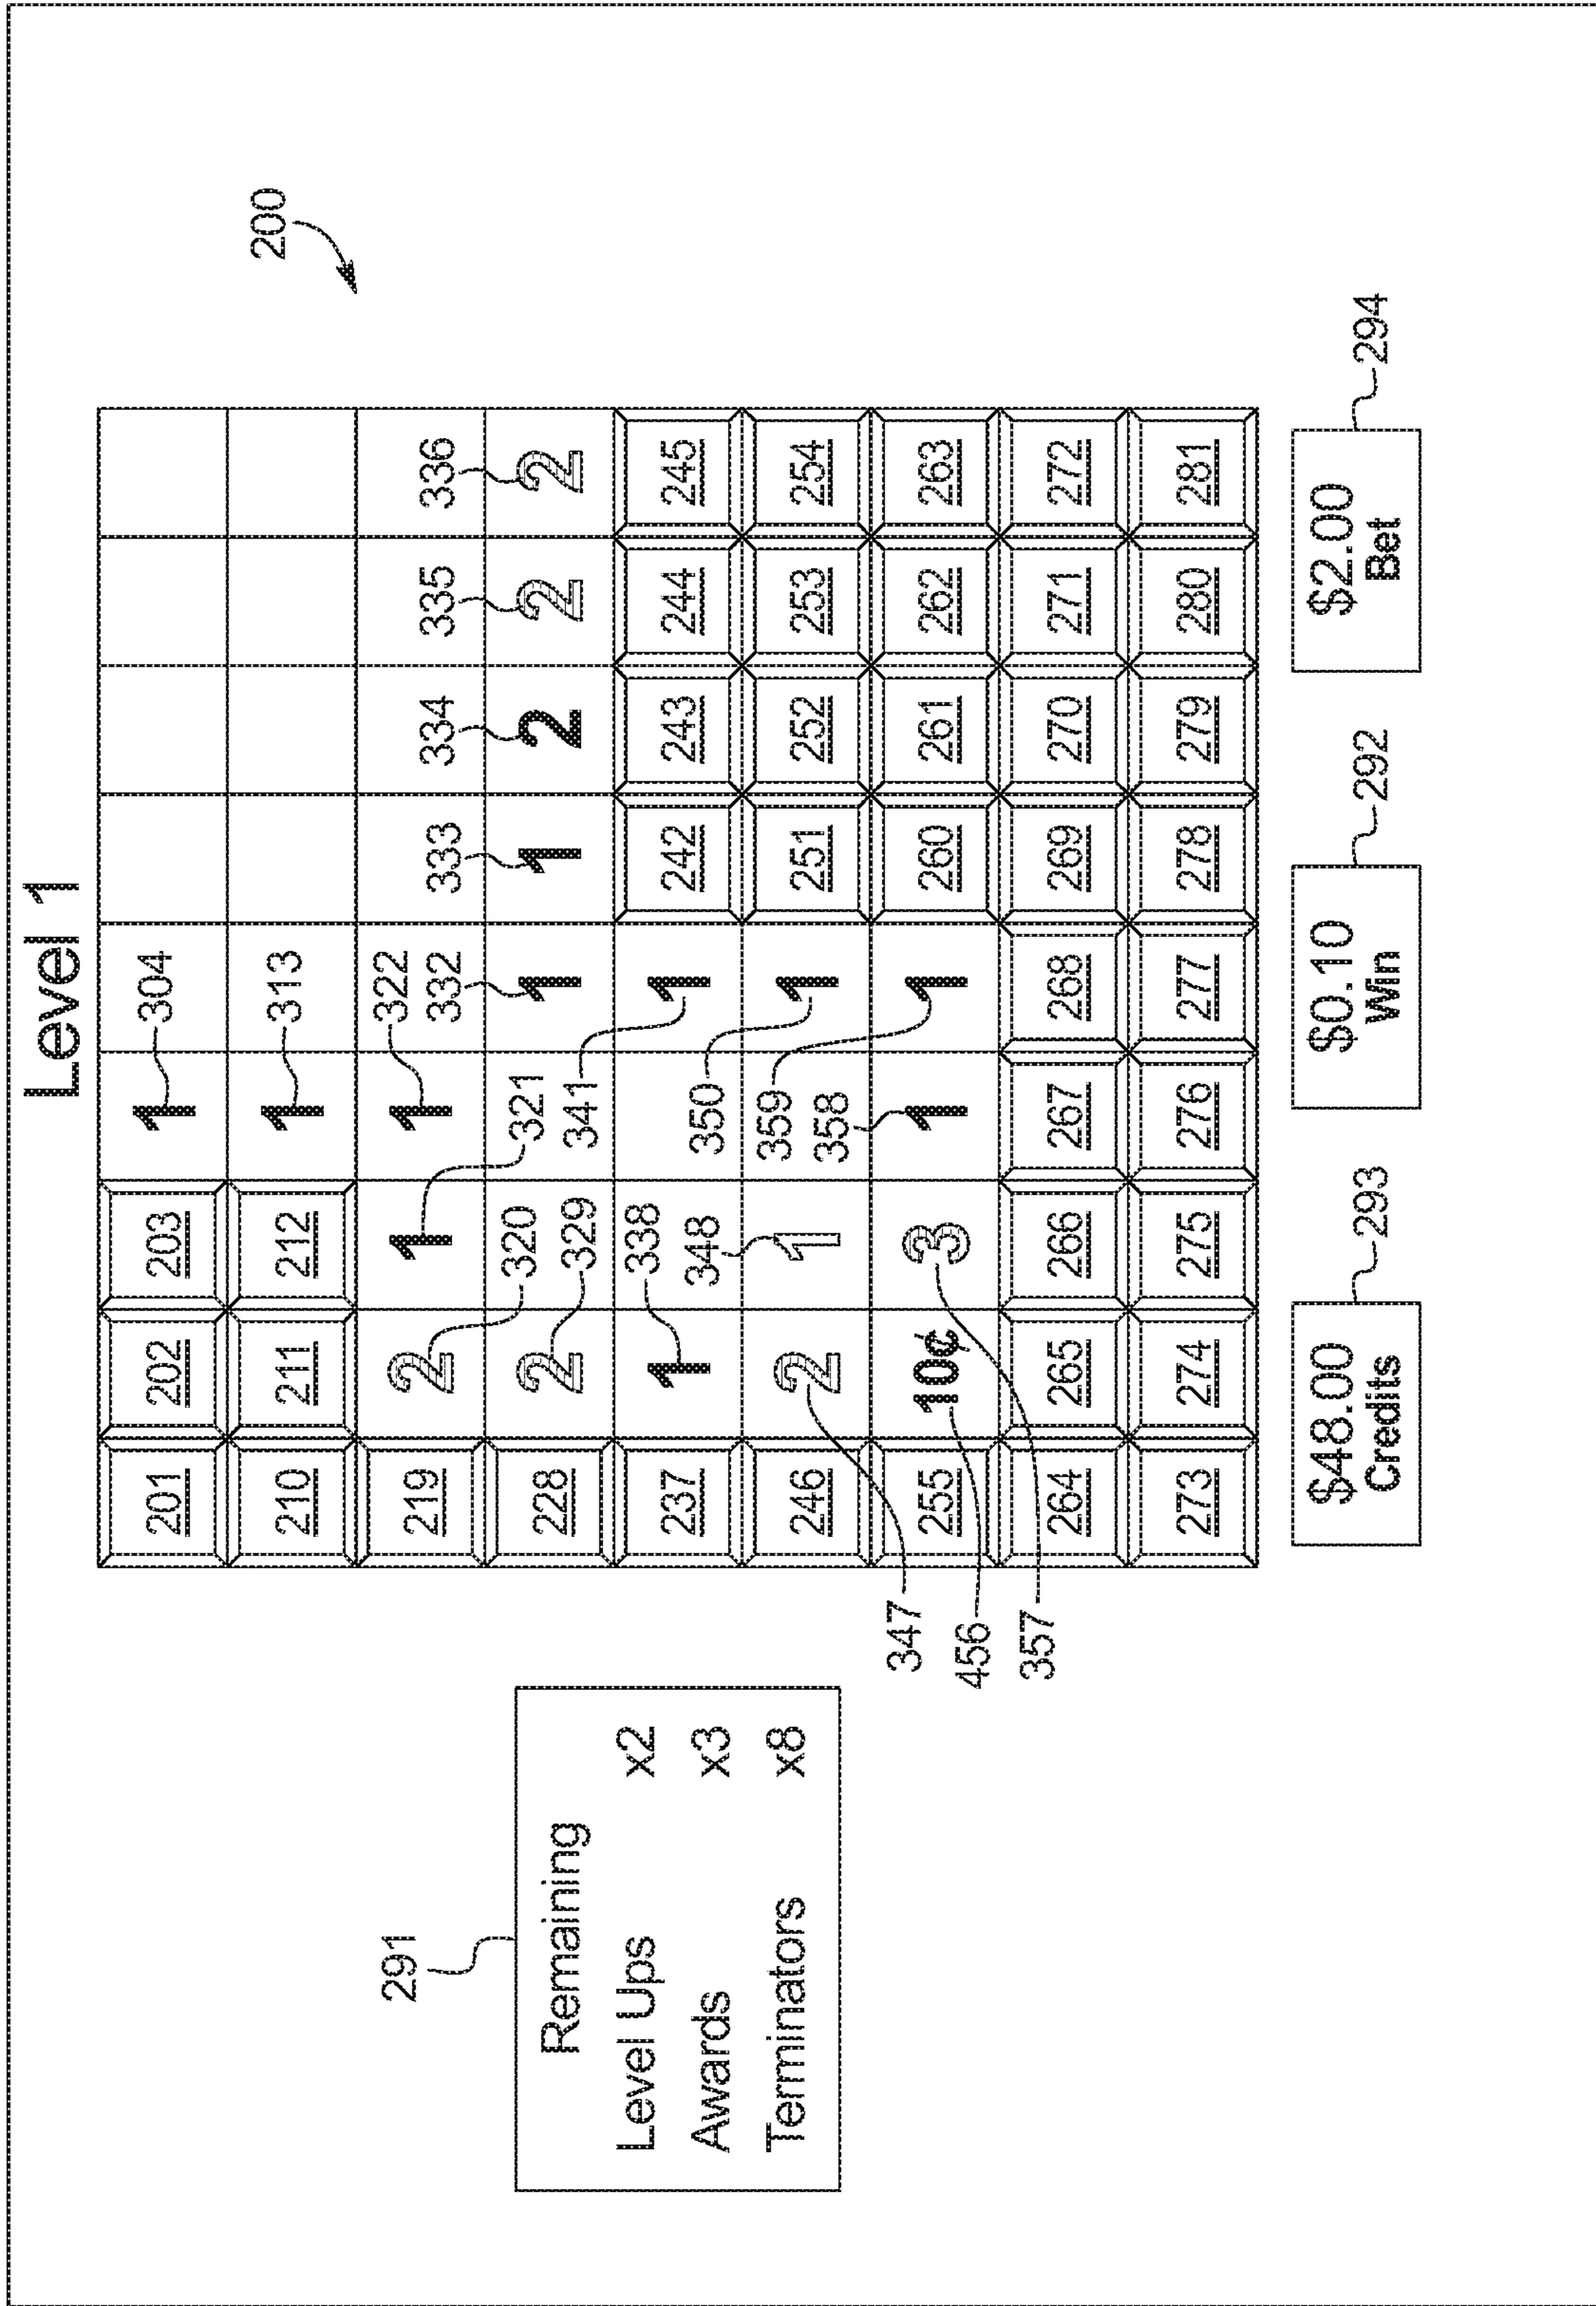 Level 1
201 202 203 1 304
200
210 211 212 1 313
291
322
219 2 1 1 332 333 334 335 336
320 321
228 2 1 1 2 2 2
329 341
Remaining
338
Level Ups x2
237 1 1 242 243 244 245
348 350
Awards x3
359
Terminators x8
246 2 1 1 251 252 253 254
358
347
255 10¢ 3 1 1 260 261 262 263
456
357
264 265 266 267 268 269 270 271 272
273 274 275 276 277 278 279 280 281
$48.00
Credits
293
$0.10
Win
292
$2.00
Bet
294